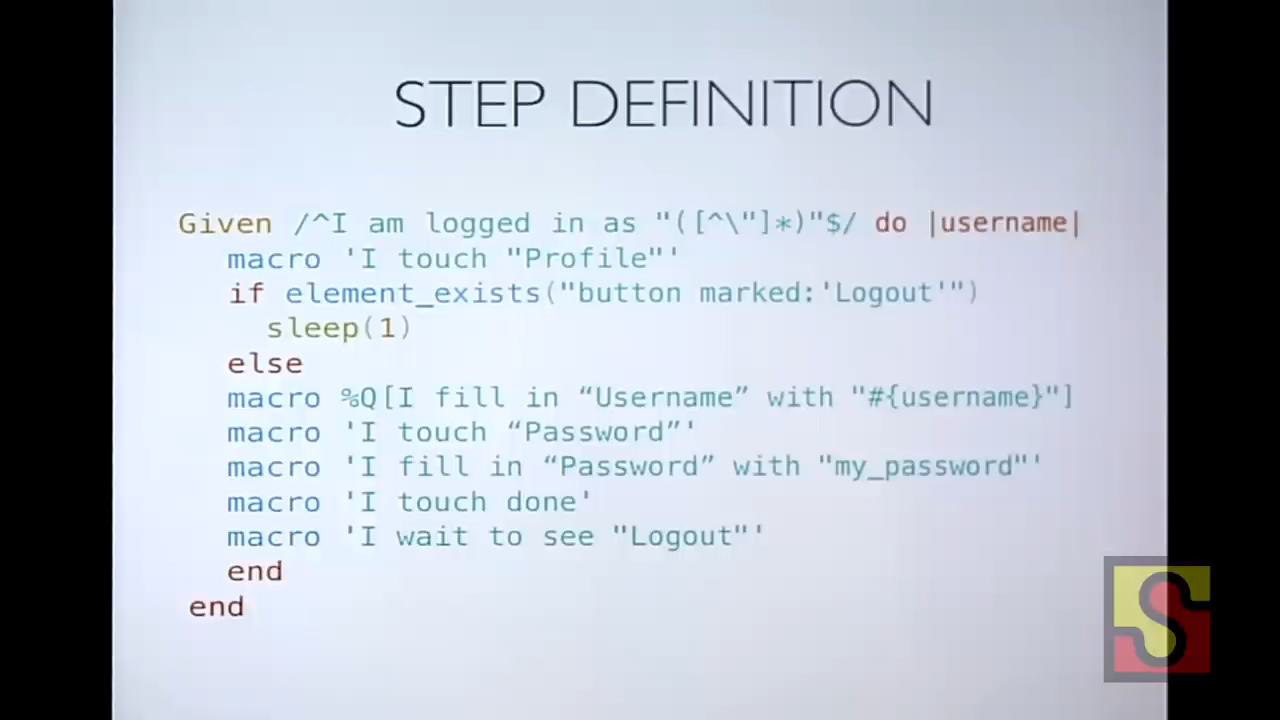 STEP DEFINITION
Given /^I am logged in as "([^\"]*)"$/ do |username|
macro 'I touch "Profile"'
if element_exists("button marked:'Logout'")
sleep(1)
else
macro %Q[I fill in “Username” with "#{username}"]
macro 'I touch “Password”'
macro 'I fill in “Password” with "my_password"'
macro 'I touch done'
macro 'I wait to see "Logout"'
end
end
S